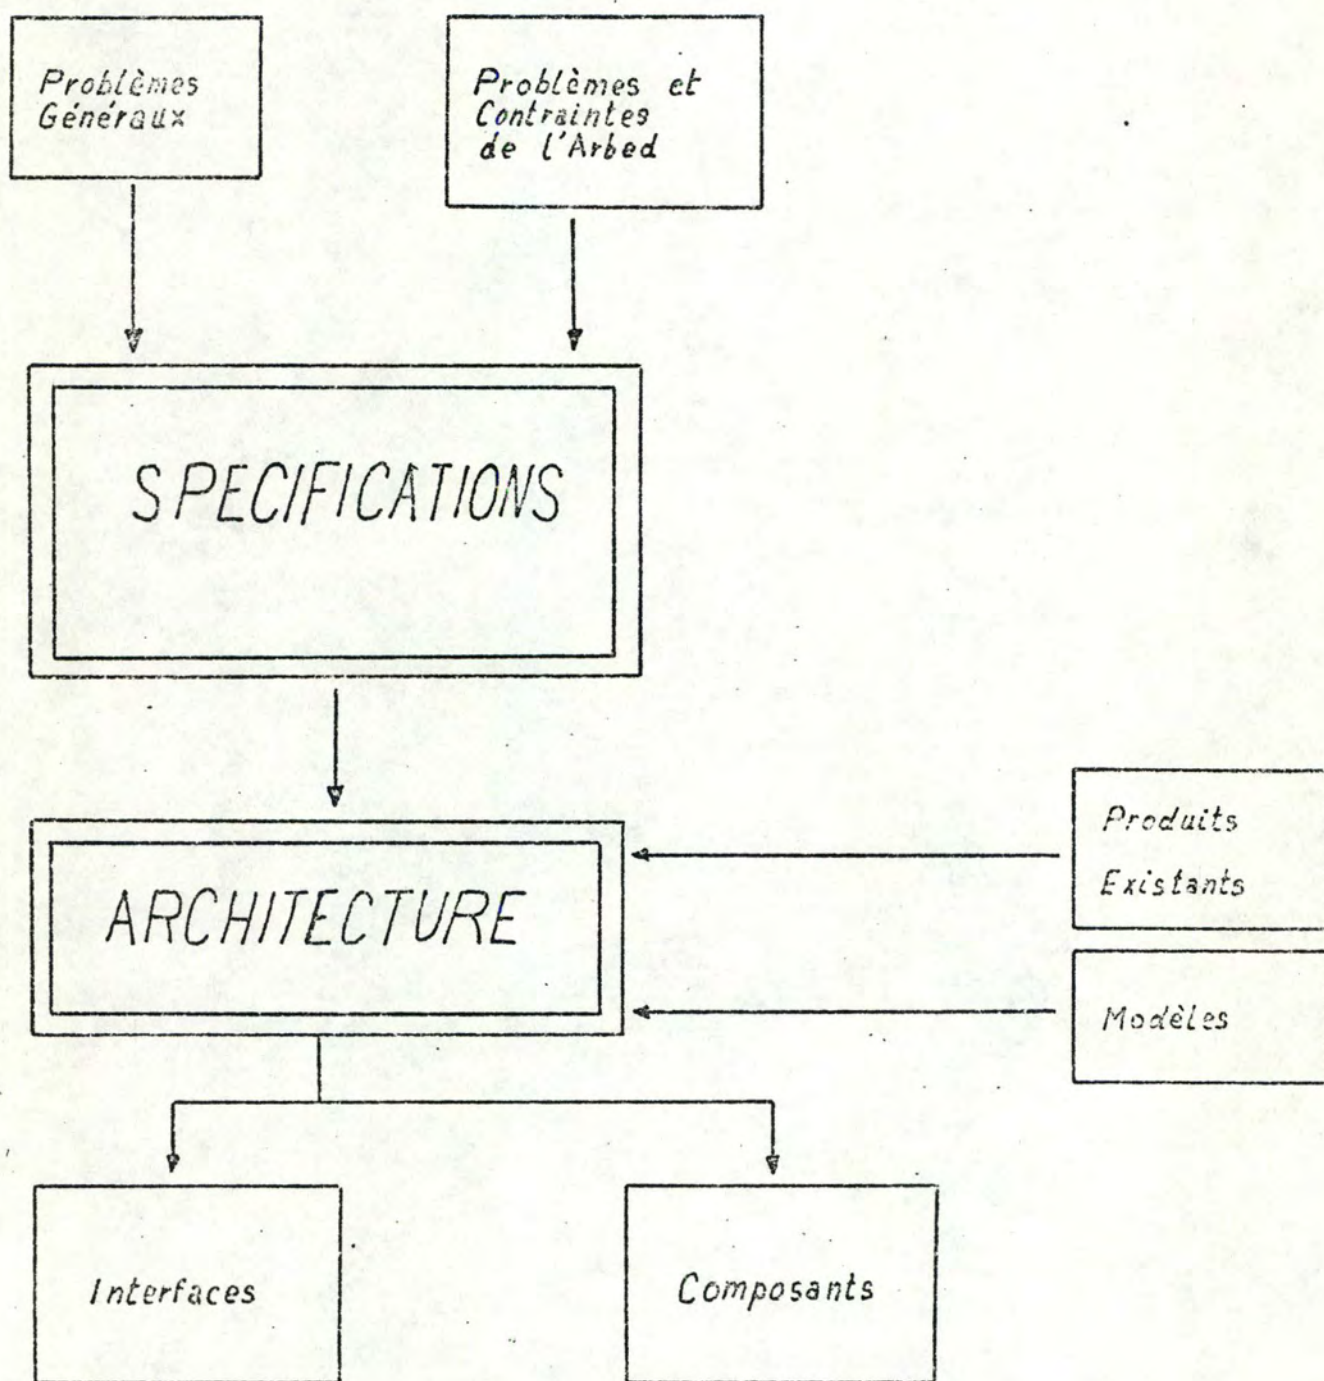 Problèmes
Généraux
Problèmes et
Contraintes
de l'Arbed
SPECIFICATIONS
ARCHITECTURE
Produits
Existants
Modèles
Interfaces
Composants